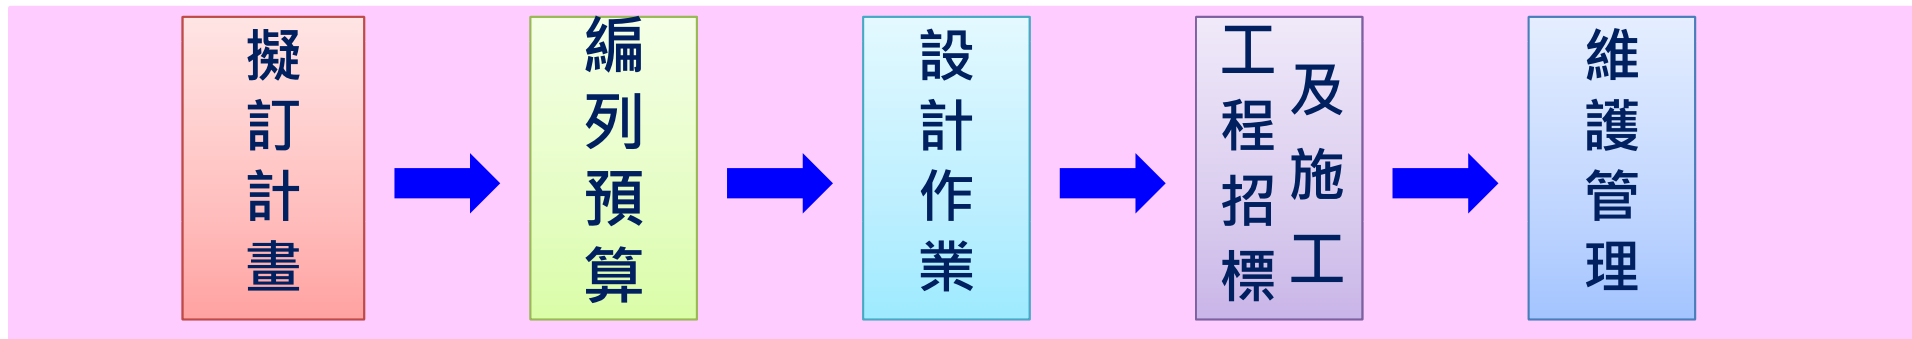 擬訂計畫
編列預算
設計作業
工程招標
及施工
維護管理